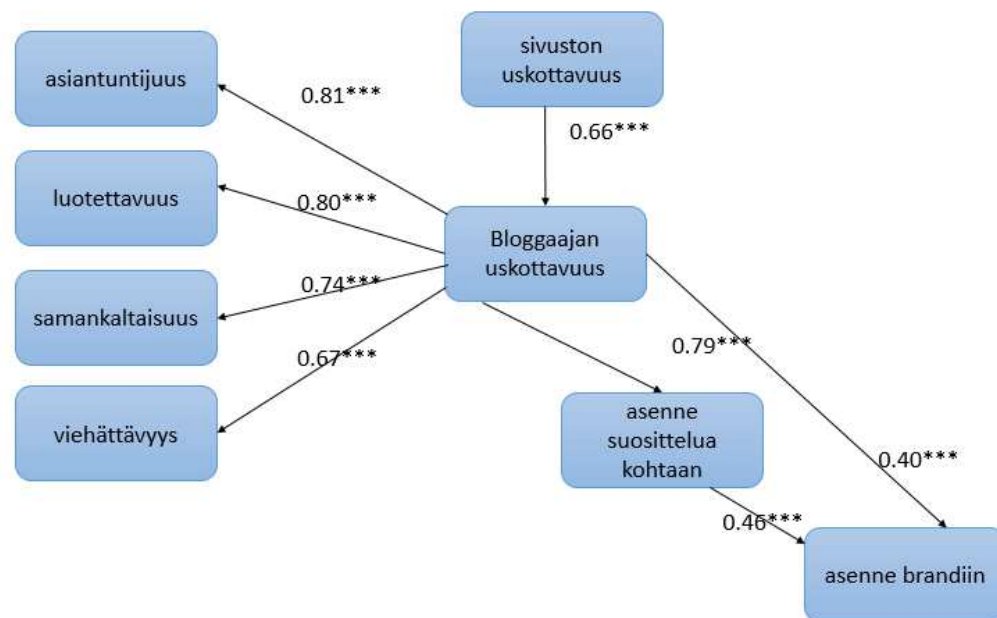 asiantuntijuus
sivuston
uskottavuus
0.81***
0.66***
luotettavuus
0.80***
Bloggaajan
uskottavuus
samankaltaisuus
0.74***
0.67***
0.79***
viehättävyys
asenne
suosittelua
kohtaan
0.40***
0.46***
asenne brandiin